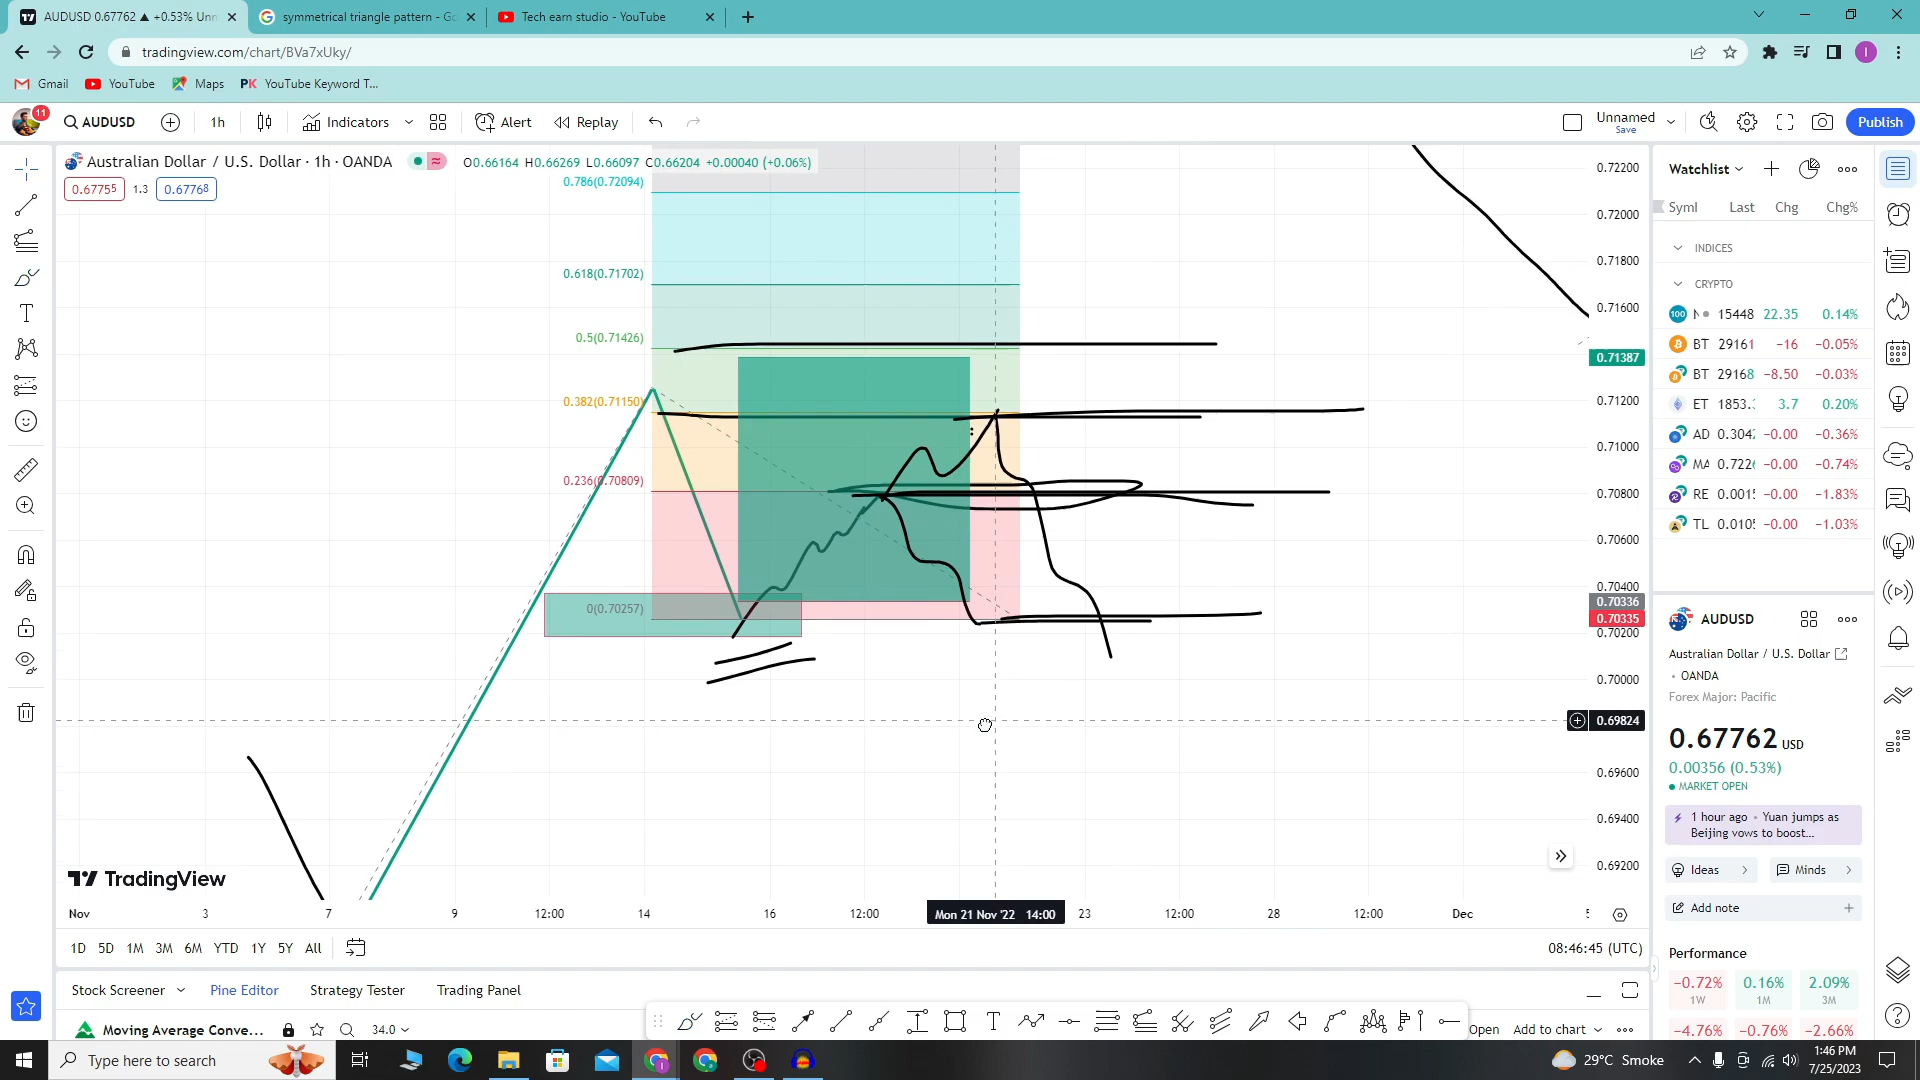 AUDUSD 0.67762 ▲ +0.53% Unn
symmetrical triangle pattern - Go
Tech earn studio - YouTube
tradingview.com/chart/BVa7xUky/
Gmail
YouTube
Maps
PK YouTube Keyword T...
11
AUDUSD
1h
Indicators
Alert
Replay
Unnamed
Save
Publish
Australian Dollar / U.S. Dollar · 1h · OANDA
O0.66164 H0.66269 L0.66097 C0.66204 +0.00040 (+0.06%)
0.67755 1.3 0.67768
0.786(0.72094)
0.618(0.71702)
0.5(0.71426)
0.382(0.71150)
0.236(0.70809)
0(0.70257)
0.72200
0.72000
0.71800
0.71600
0.71387
0.71200
0.71000
0.70800
0.70600
0.70400
0.70336
0.70335
0.70200
0.70000
0.69824
0.69600
0.69400
0.69200
TradingView
Nov 3 7 9 12:00 14 16 12:00 Mon 21 Nov '22 14:00 23 12:00 28 12:00 Dec
1D 5D 1M 3M 6M YTD 1Y 5Y All
08:46:45 (UTC)
Stock Screener
Pine Editor
Strategy Tester
Trading Panel
Moving Average Conve...
34.0
Open
Add to chart
Watchlist
Symbl Last Chg Chg%
INDICES
CRYPTO
15448 22.35 0.14%
BT 29161 −16 −0.05%
BT 29168 −8.50 −0.03%
ET 1853. 3.7 0.20%
AD 0.304 −0.00 −0.36%
MA 0.722 −0.00 −0.74%
RE 0.001 −0.00 −1.83%
TL 0.010 −0.00 −1.03%
AUDUSD
Australian Dollar / U.S. Dollar
• OANDA
Forex Major: Pacific
0.67762 USD
0.00356 (0.53%)
MARKET OPEN
1 hour ago • Yuan jumps as
Beijing vows to boost...
Ideas
Minds
Add note
Performance
−0.72% 0.16% 2.09%
1W 1M 3M
−4.76% −0.76% −2.66%
Type here to search
29°C Smoke
1:46 PM
7/25/2023